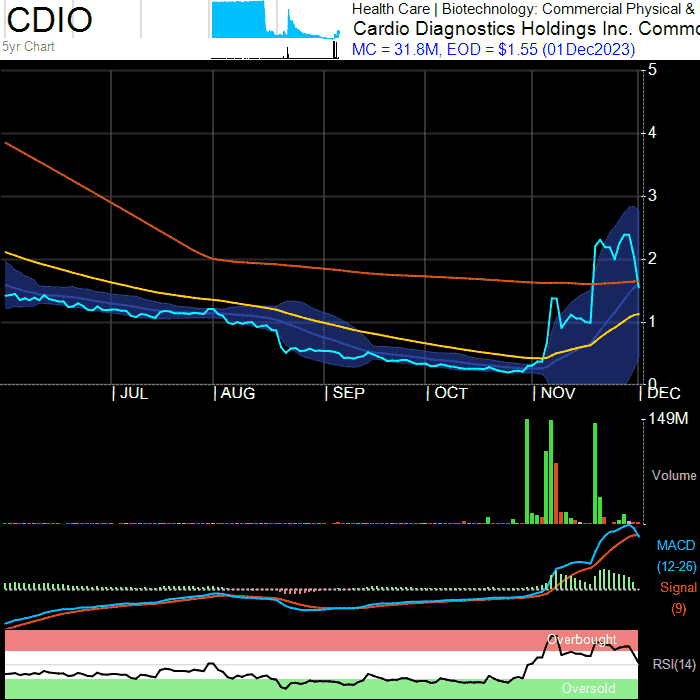 CDIO
5yr Chart
Health Care | Biotechnology: Commercial Physical &
Cardio Diagnostics Holdings Inc. Commo
MC = 31.8M, EOD = $1.55 (01Dec2023)
5
4
3
2
1
0
JUL AUG SEP OCT NOV DEC
149M
Volume
MACD
(12-26)
Signal
(9)
Overbought
RSI(14)
Oversold